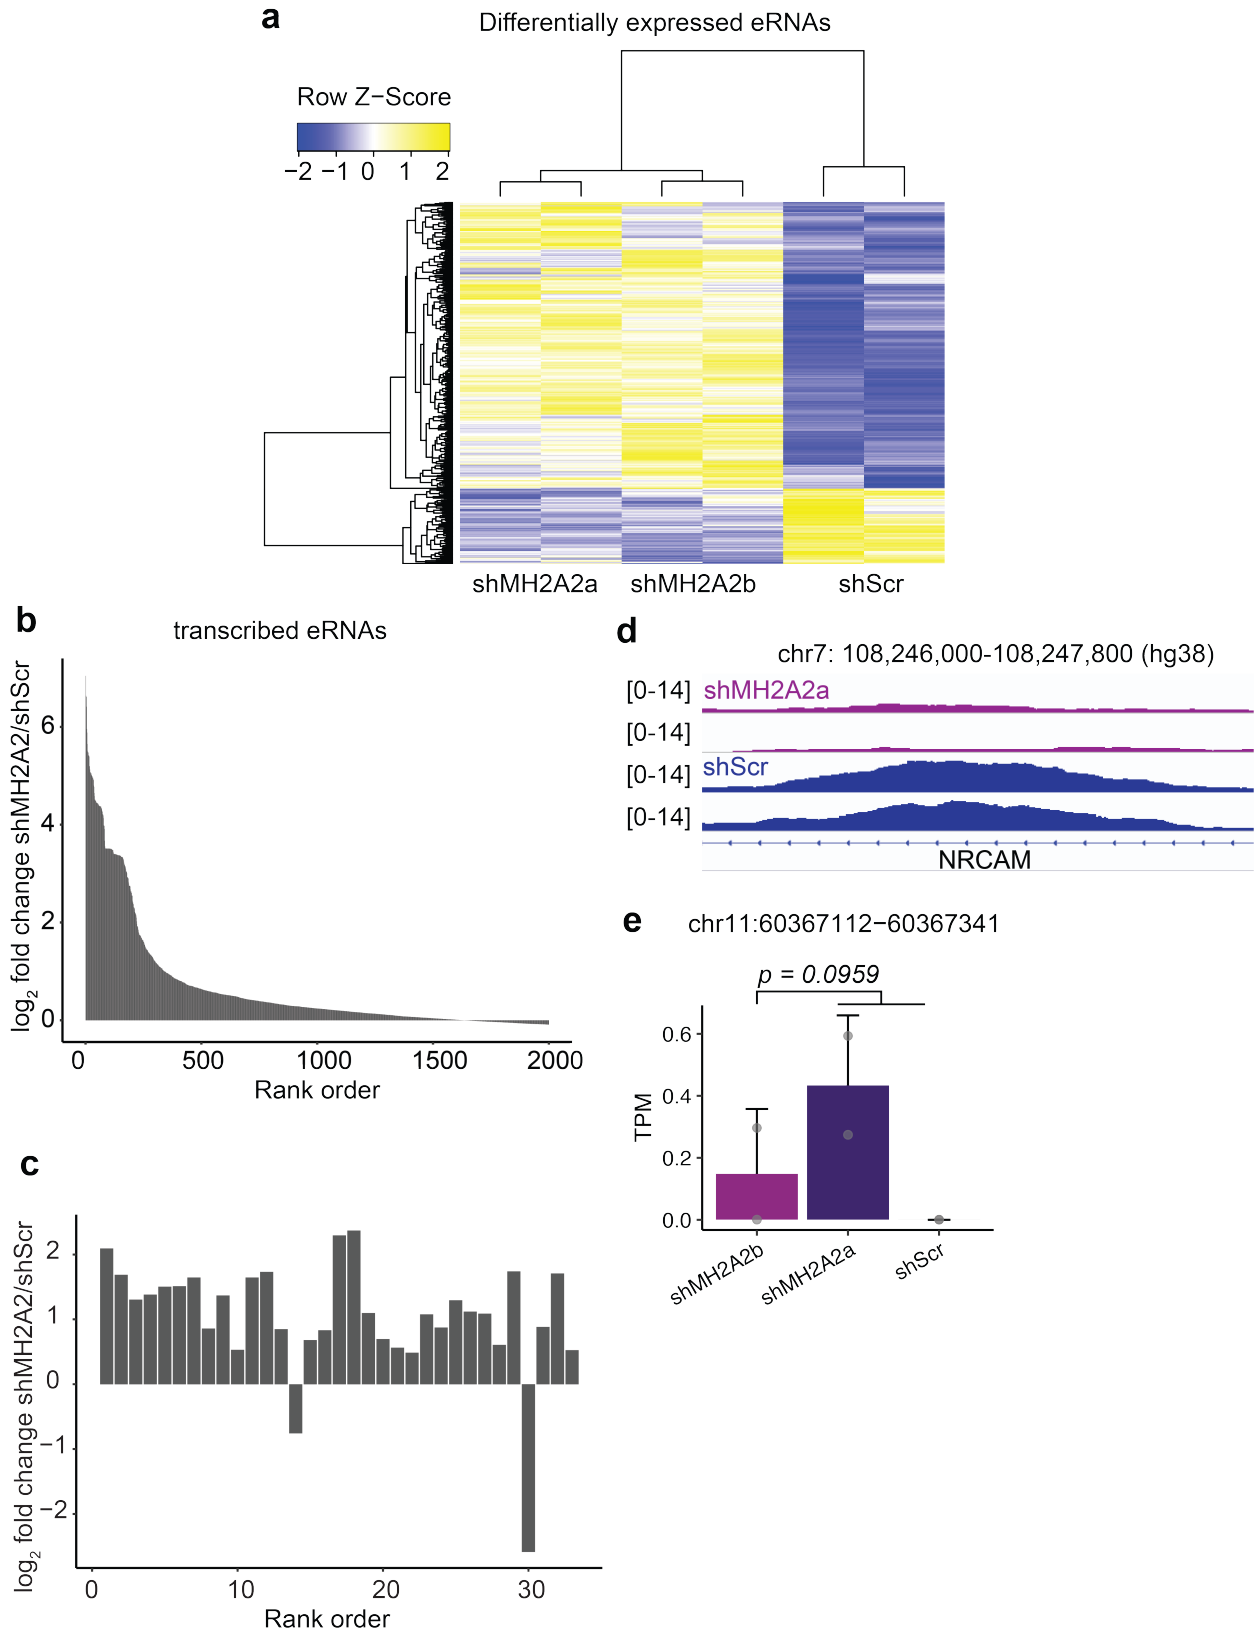 a
Differentially expressed eRNAs
Row Z−Score
−2 −1 0 1 2
shMH2A2a shMH2A2b shScr
b
transcribed eRNAs
log2 fold change shMH2A2/shScr
6
4
2
0
0 500 1000 1500 2000
Rank order
c
log2 fold change shMH2A2/shScr
2
1
0
−1
−2
0 10 20 30
Rank order
d
chr7: 108,246,000-108,247,800 (hg38)
[0-14] shMH2A2a
[0-14]
[0-14] shScr
[0-14]
NRCAM
e
chr11:60367112−60367341
p = 0.0959
TPM
0.6
0.4
0.2
0.0
shMH2A2b shMH2A2a shScr